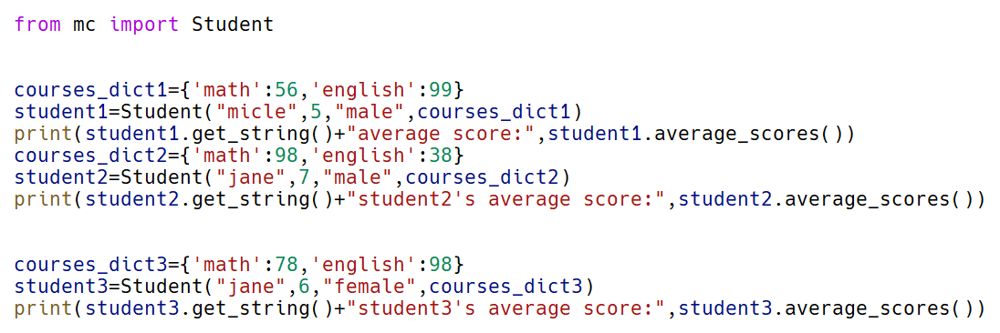 from mc import Student
courses_dict1={'math':56,'english':99}
student1=Student("micle",5,"male",courses_dict1)
print(student1.get_string()+"average score:",student1.average_scores())
courses_dict2={'math':98,'english':38}
student2=Student("jane",7,"male",courses_dict2)
print(student2.get_string()+"student2's average score:",student2.average_scores())
courses_dict3={'math':78,'english':98}
student3=Student("jane",6,"female",courses_dict3)
print(student3.get_string()+"student3's average score:",student3.average_scores())